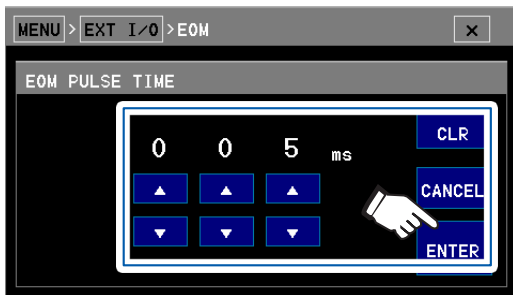 MENU > EXT I/O > EOM ×
EOM PULSE TIME
0 0 5 ms
CLR
CANCEL
ENTER